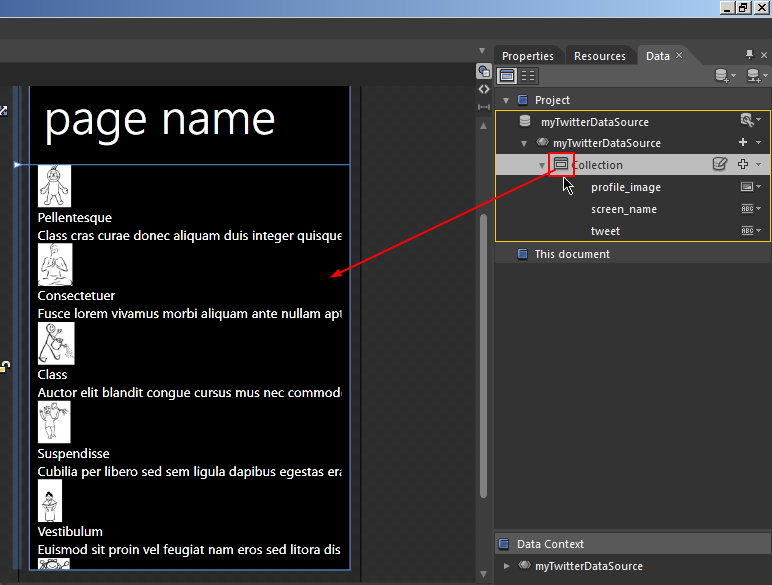 Properties Resources Data
Project
myTwitterDataSource
myTwitterDataSource
Collection
profile_image
screen_name
ABC
tweet
ABC
This document
page name
Pellentesque
Class cras curae donec aliquam duis integer quisque
Consectetuer
Fusce lorem vivamus morbi aliquam ante nullam apt
Class
Auctor elit blandit congue cursus mus nec commod
Suspendisse
Cubilia per libero sed sem ligula dapibus egestas era
Vestibulum
Euismod sit proin vel feugiat nam eros sed litora dis
Data Context
myTwitterDataSource